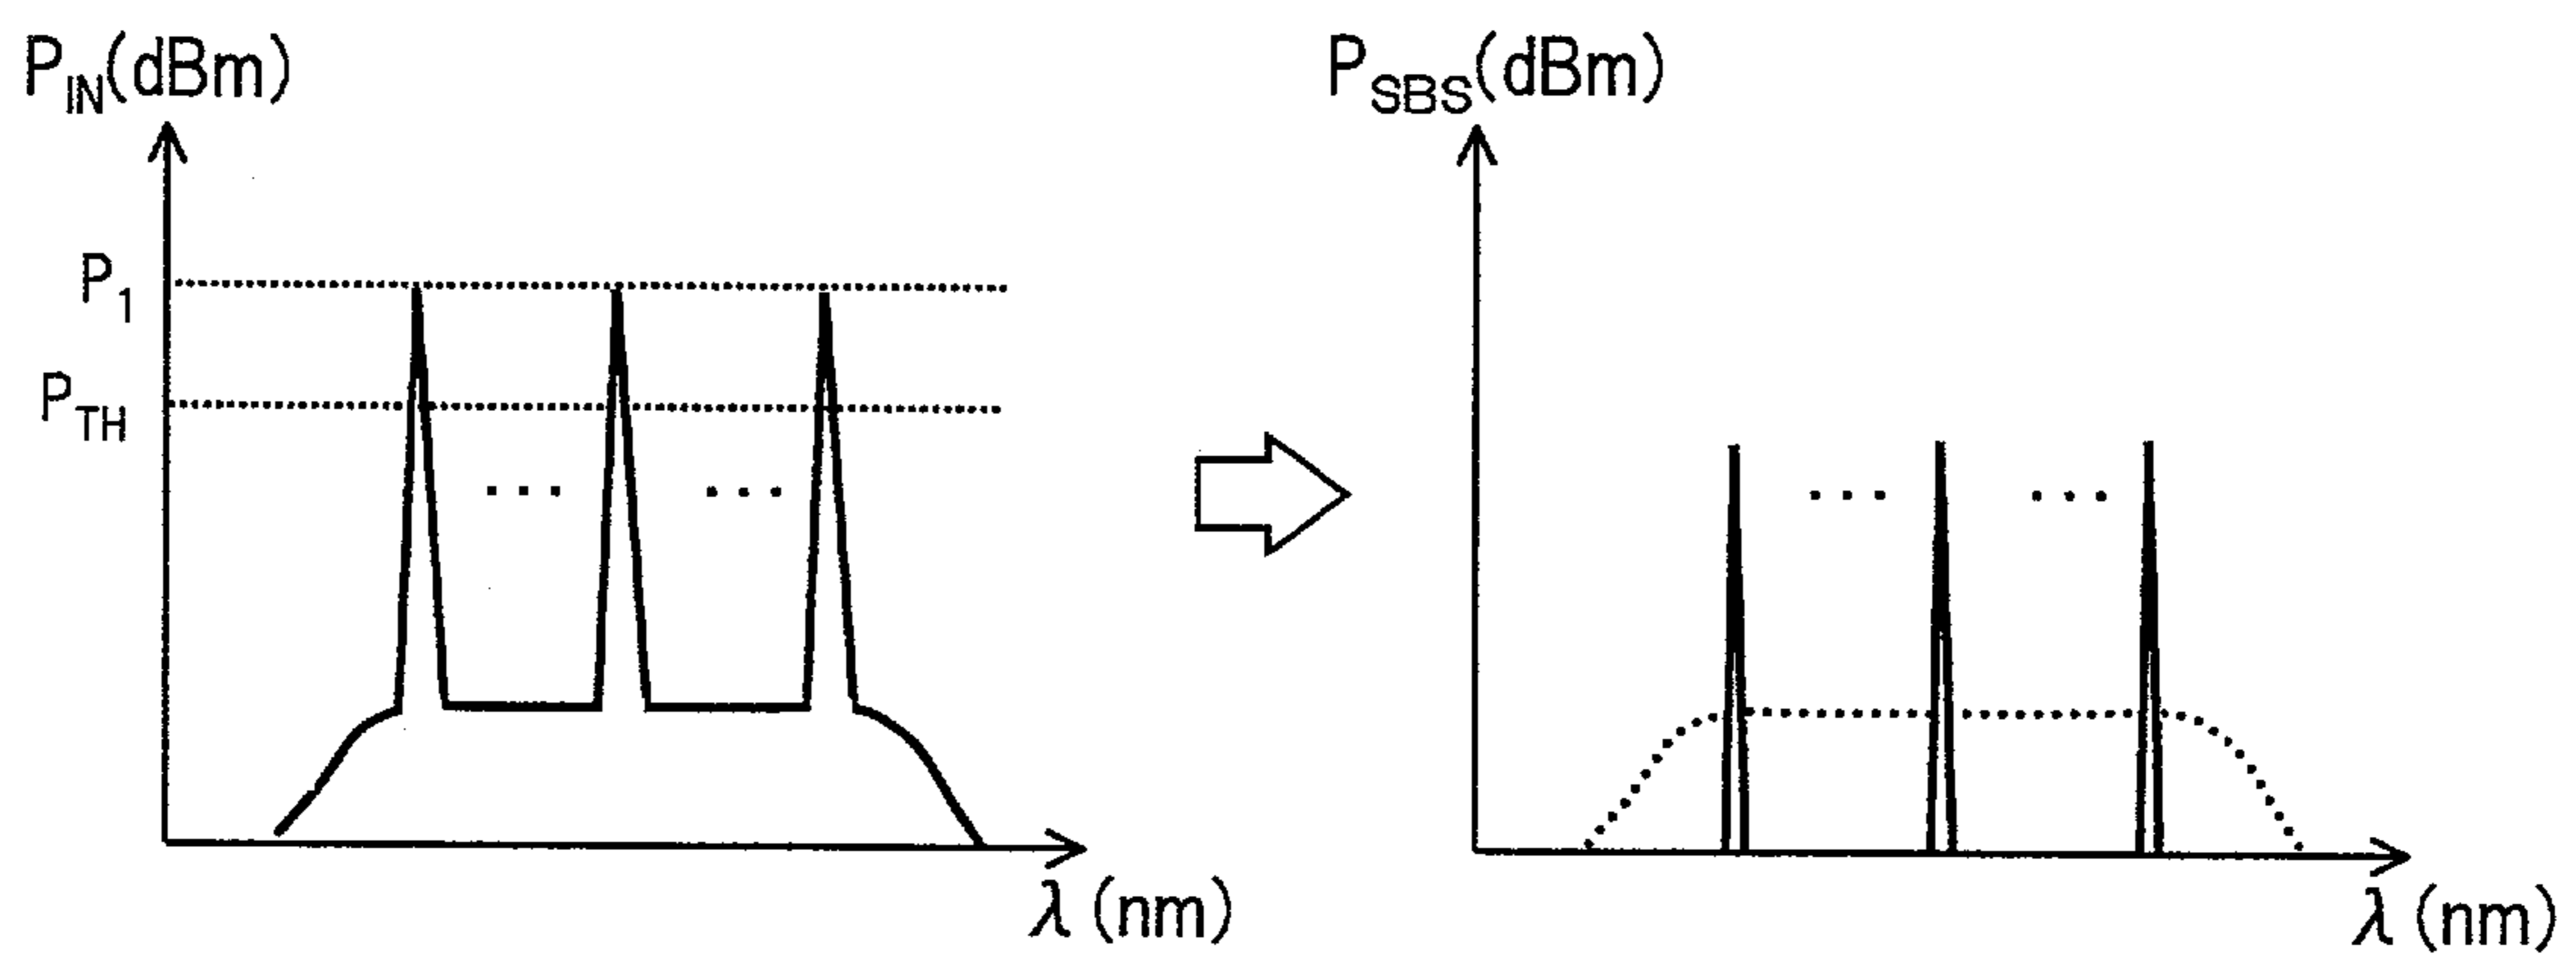 P_IN(dBm)
P_1
P_TH
... ...
λ(nm)
P_SBS(dBm)
... ...
λ(nm)